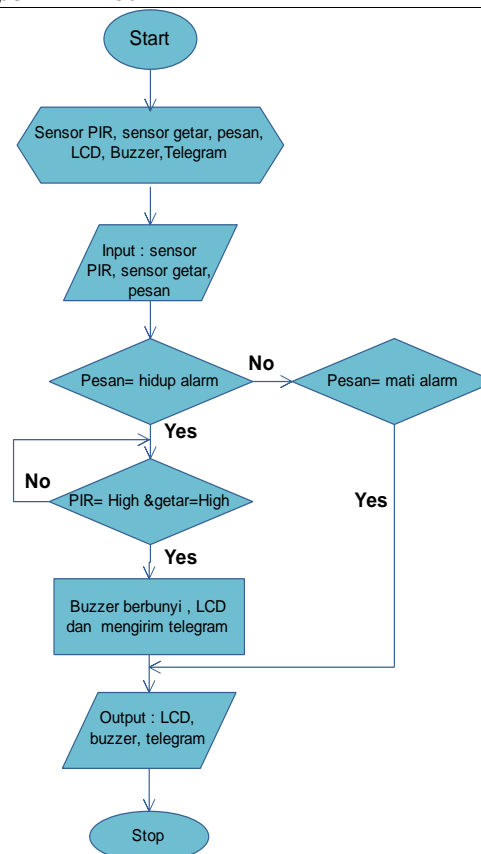 Start
Sensor PIR, sensor getar, pesan,
LCD, Buzzer,Telegram
Input : sensor
PIR, sensor getar,
pesan
Pesan= hidup alarm
No
Pesan= mati alarm
Yes
No
PIR= High &getar=High
Yes
Yes
Buzzer berbunyi , LCD
dan mengirim telegram
Output : LCD,
buzzer, telegram
Stop